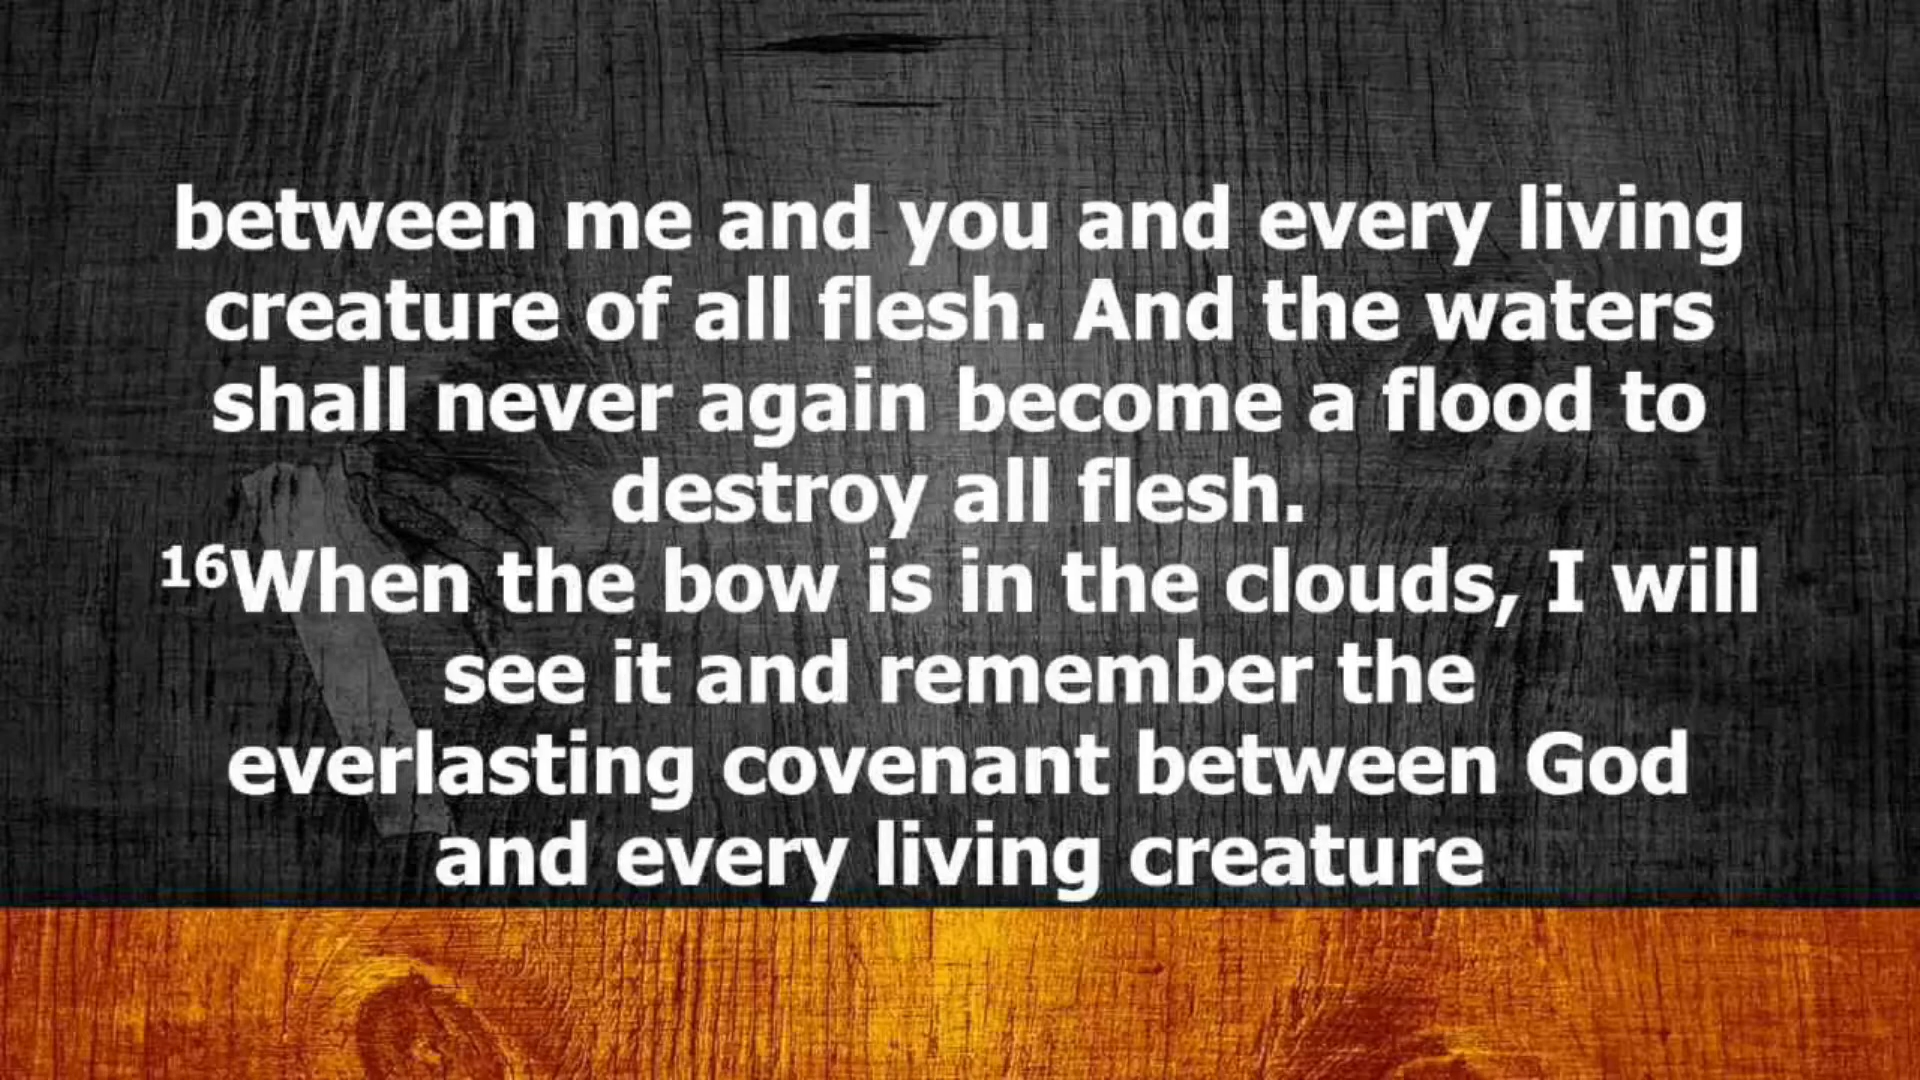 between me and you and every living
creature of all flesh. And the waters
shall never again become a flood to
destroy all flesh.
16When the bow is in the clouds, I will
see it and remember the
everlasting covenant between God
and every living creature